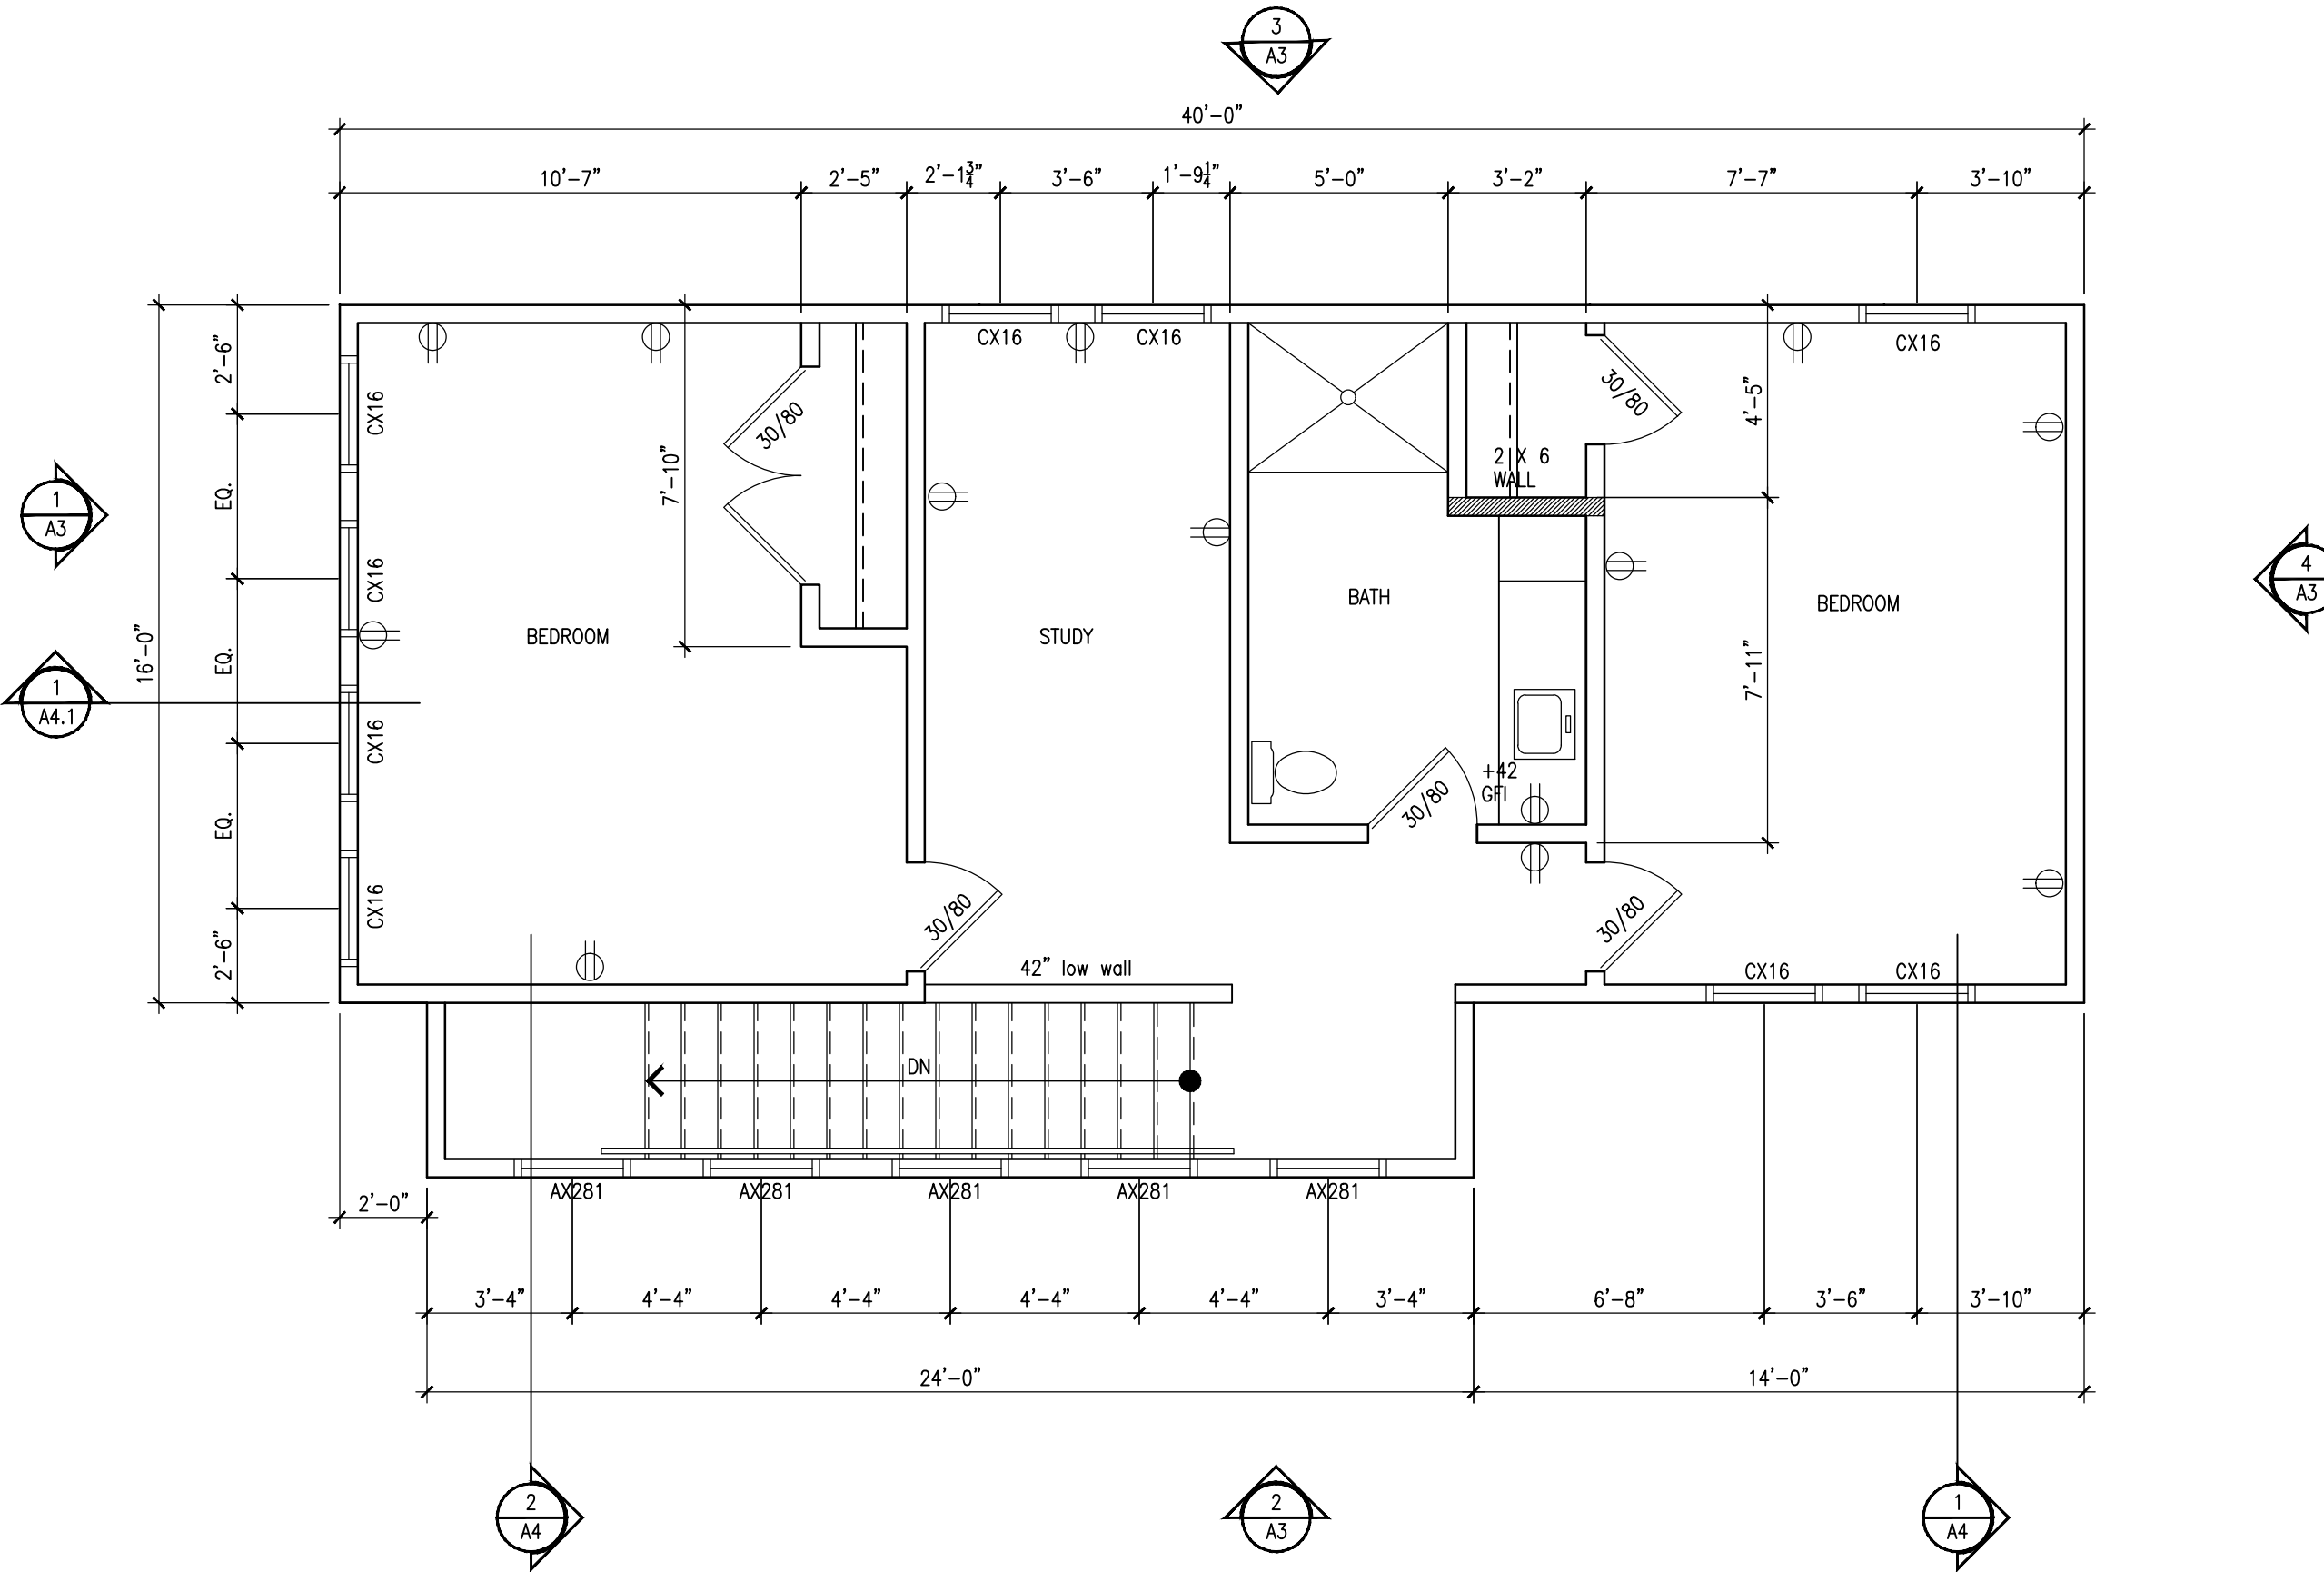 3
A3
40'-0"
10'-7"
2'-5"
2'-1 3/4"
3'-6"
1'-9 1/4"
5'-0"
3'-2"
7'-7"
3'-10"
CX16
CX16
CX16
2'-6"
CX16
30/80
30/80
4'-5"
2 X 6
WALL
7'-10"
EQ.
1
A3
CX16
4
A3
BATH
BEDROOM
BEDROOM
STUDY
16'-0"
EQ.
7'-11"
1
A4.1
CX16
+42
GFI
30/80
EQ.
CX16
30/80
30/80
2'-6"
42" low wall
CX16
CX16
DN
AX281
AX281
AX281
AX281
AX281
2'-0"
3'-4"
4'-4"
4'-4"
4'-4"
4'-4"
3'-4"
6'-8"
3'-6"
3'-10"
24'-0"
14'-0"
2
A4
2
A3
1
A4